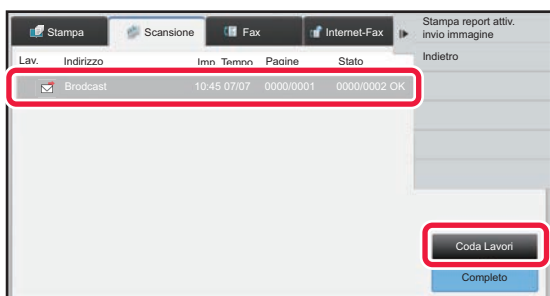 Stampa Scansione Fax Internet-Fax
Stampa report attiv.
invio immagine
Indietro
Lav. Indirizzo Imp. Tempo Pagine Stato
Brodcast 10:45 07/07 0000/0001 0000/0002 OK
Coda Lavori
Completo